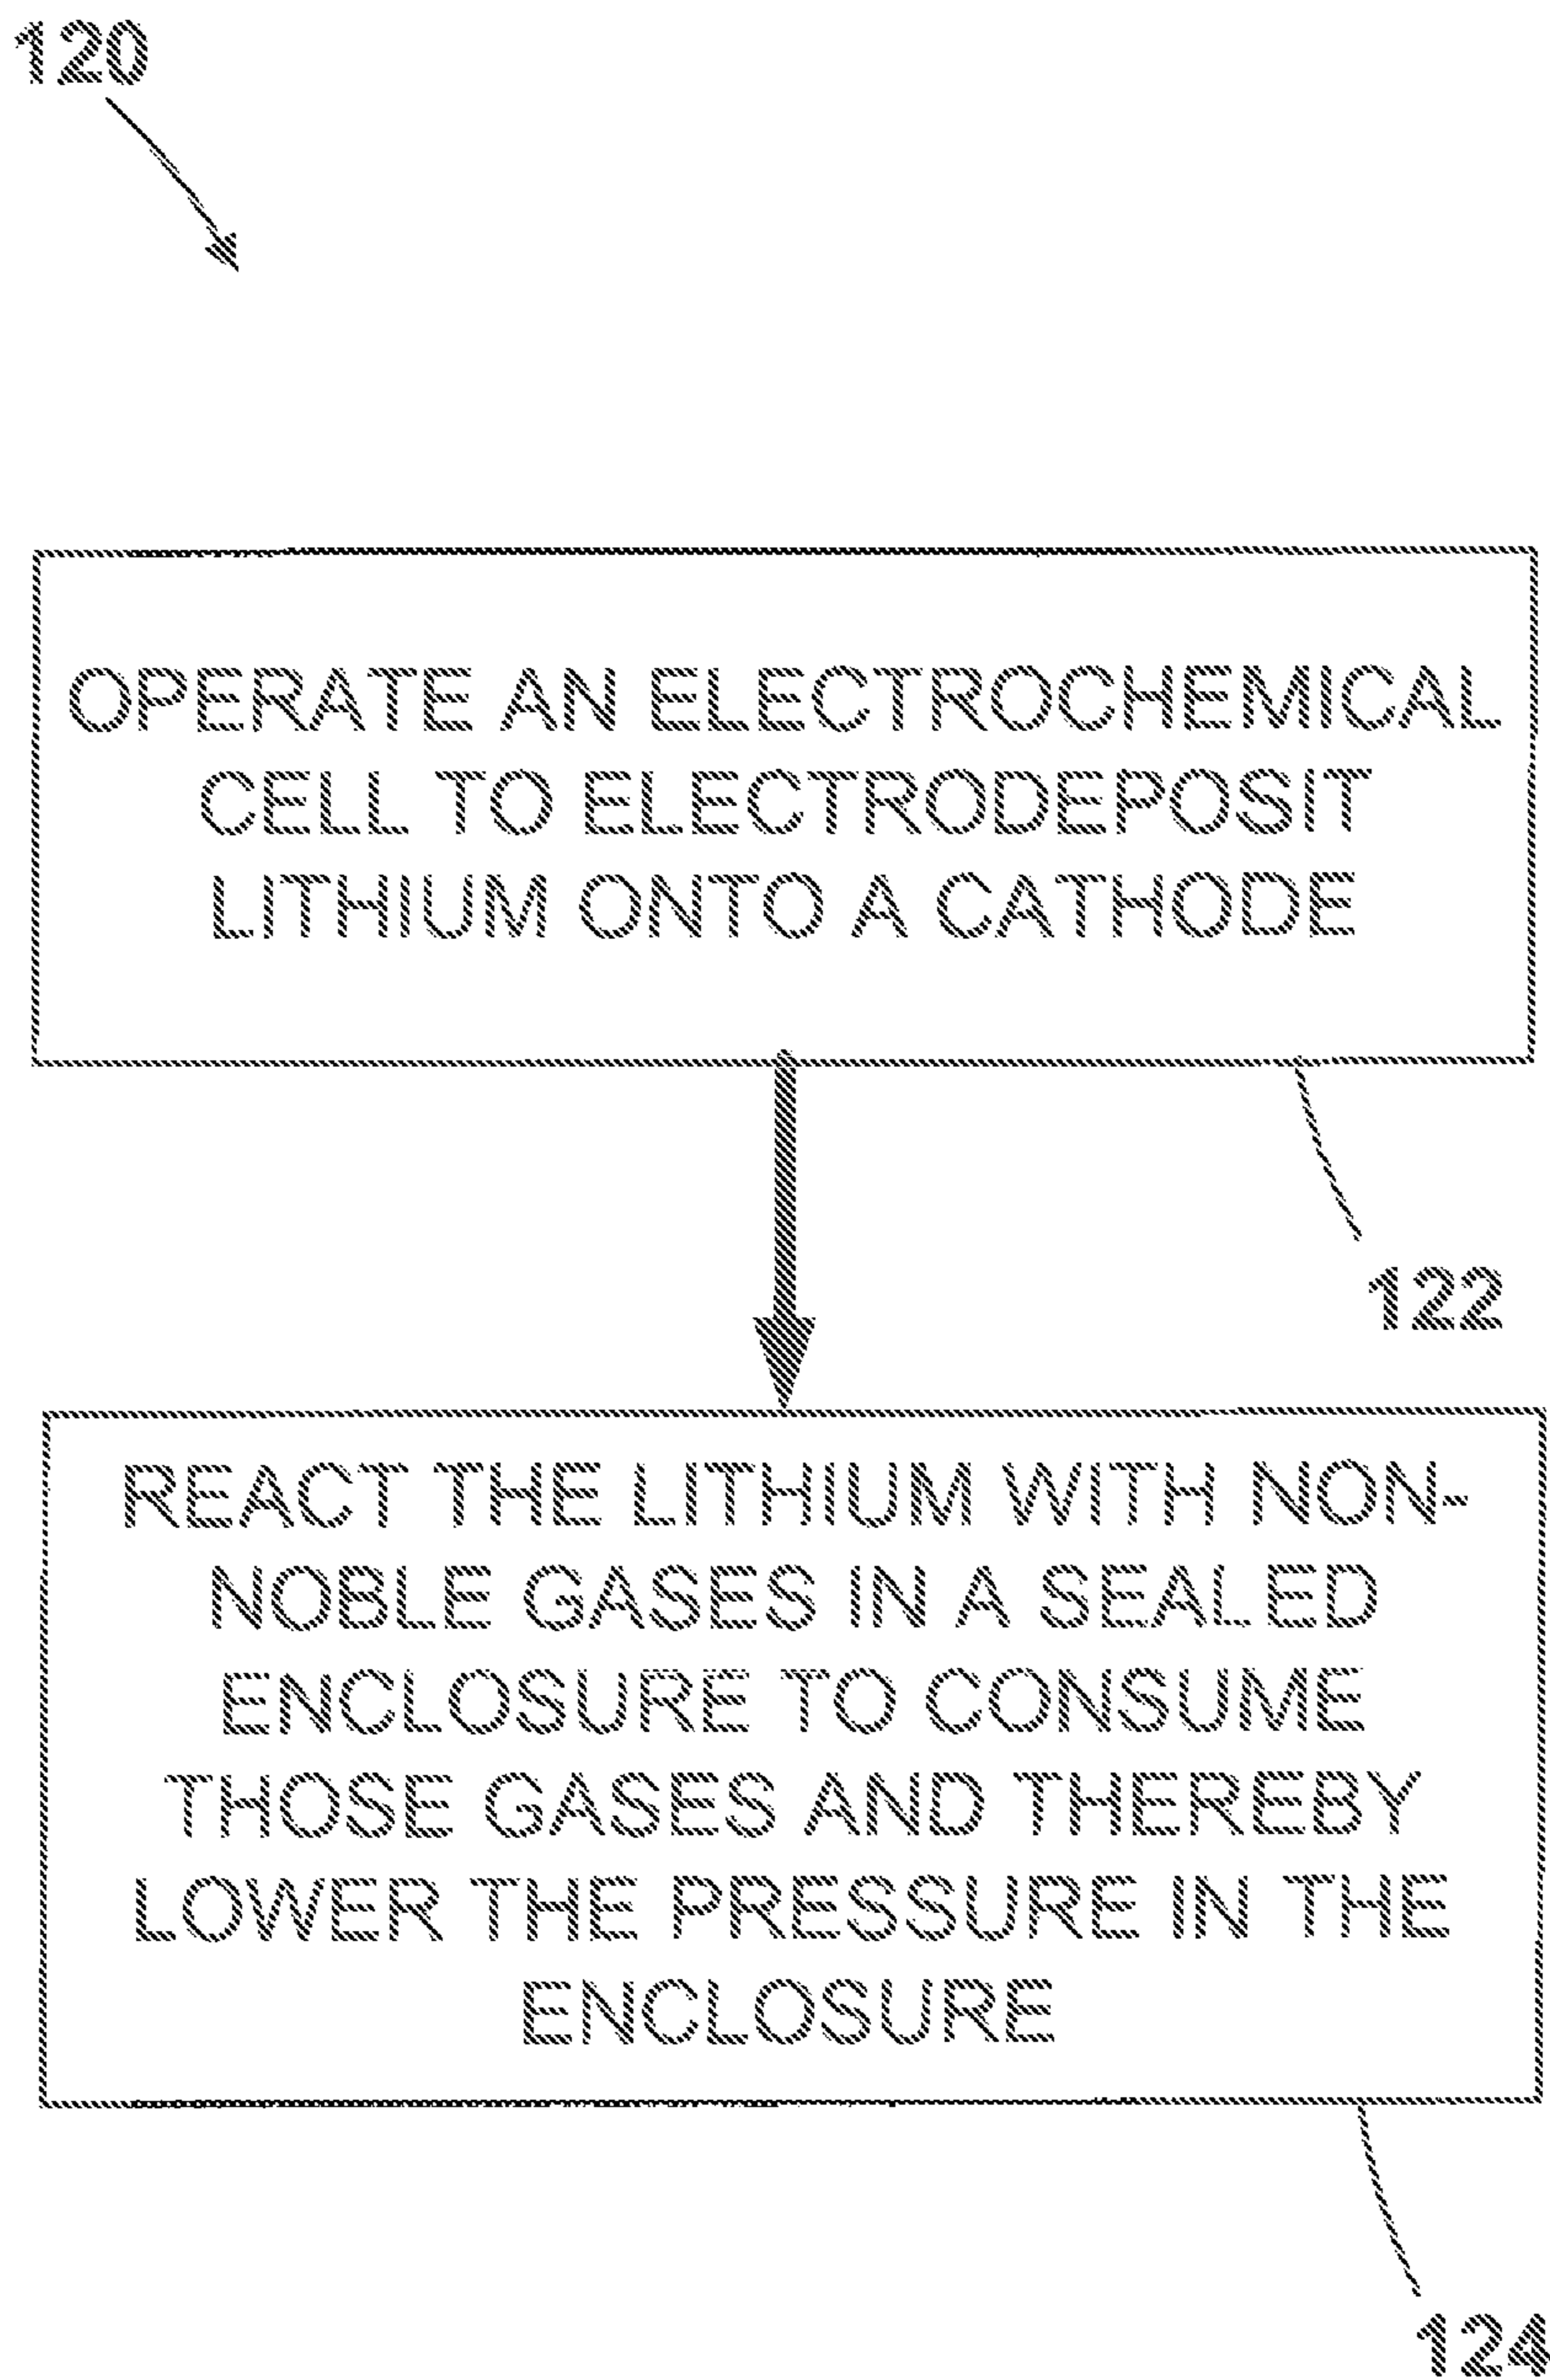 120
OPERATE AN ELECTROCHEMICAL
CELL TO ELECTRODEPOSIT
LITHIUM ONTO A CATHODE
122
REACT THE LITHIUM WITH NON-
NOBLE GASES IN A SEALED
ENCLOSURE TO CONSUME
THOSE GASES AND THEREBY
LOWER THE PRESSURE IN THE
ENCLOSURE
124